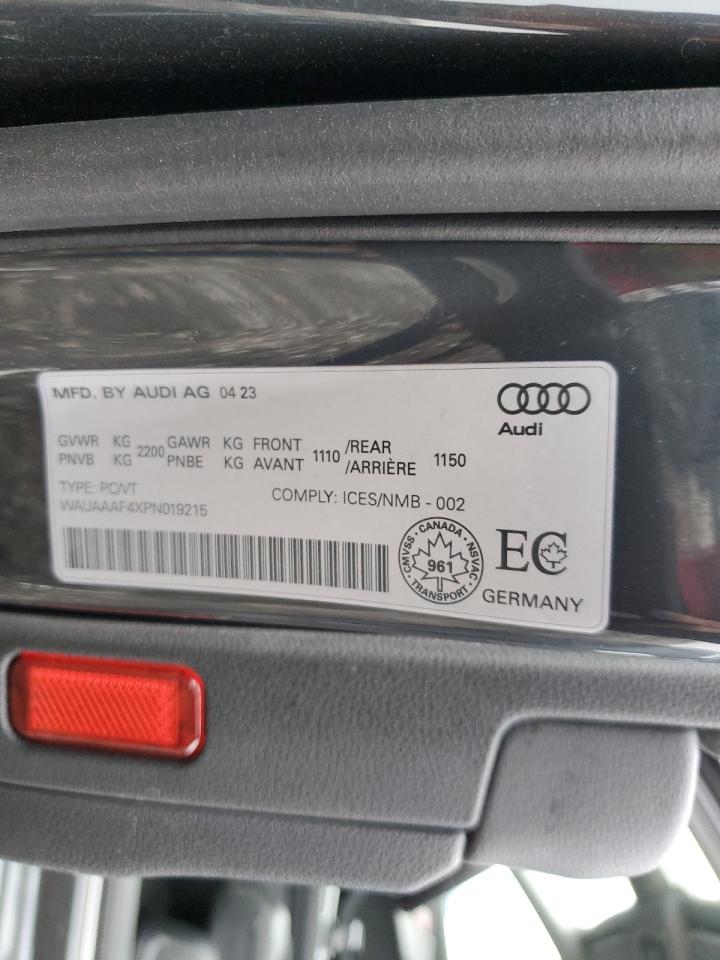 MFD. BY AUDI AG 04 23
Audi
GVWR KG 2200 GAWR KG FRONT 1110 /REAR 1150
PNVB KG PNBE KG AVANT /ARRIÈRE
TYPE: PC/VT
COMPLY: ICES/NMB - 002
WAUAAAF4XPN019215
CMVSS · CANADA · NSVAC
961
TRANSPORT
EC
GERMANY